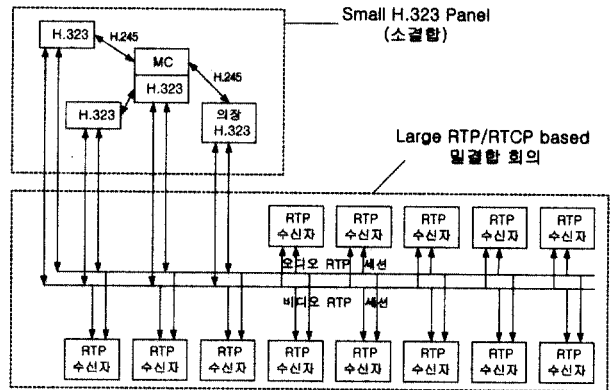 Small H.323 Panel
(소결합)
H.323
H.245
MC
H.323
H.245
H.323
의장
H.323
Large RTP/RTCP based
밀결합 회의
RTP
수신자
RTP
수신자
RTP
수신자
RTP
수신자
RTP
수신자
오디오 RTP 세션
비디오 RTP 세션
RTP
수신자
RTP
수신자
RTP
수신자
RTP
수신자
RTP
수신자
RTP
수신자
RTP
수신자
RTP
수신자